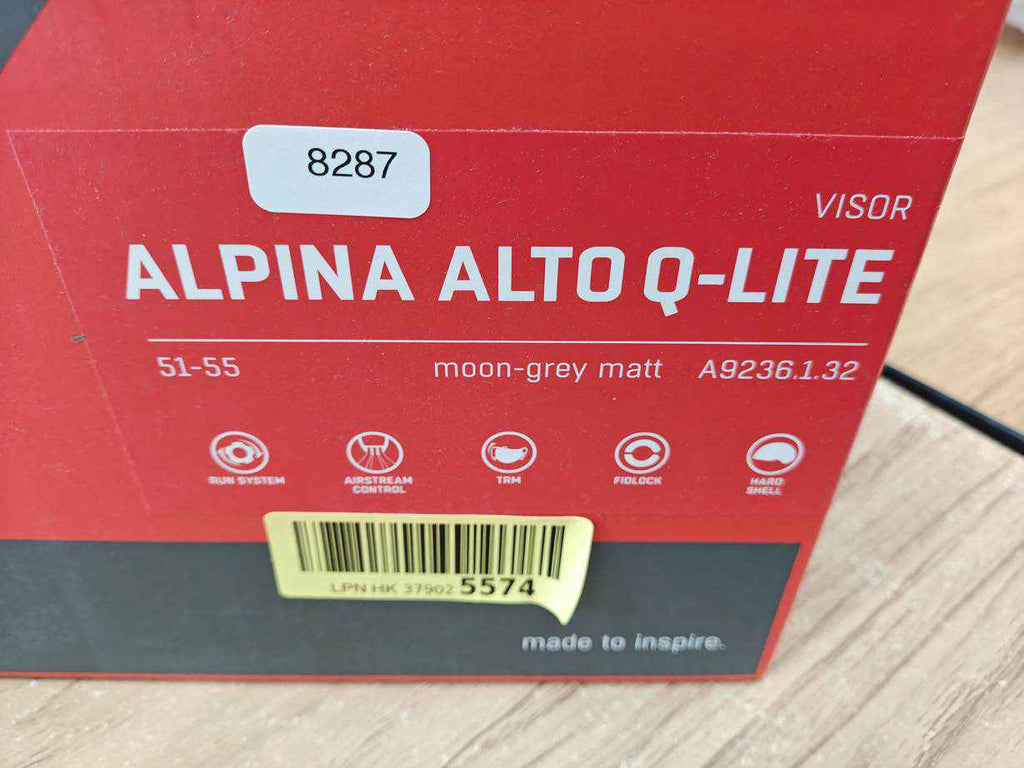 8287
VISOR
ALPINA ALTO Q-LITE
51-55 moon-grey matt A9236.1.32
RUN SYSTEM AIRSTREAM CONTROL TRM FIDLOCK HARD SHELL
LPN HK 37902 5574
made to inspire.